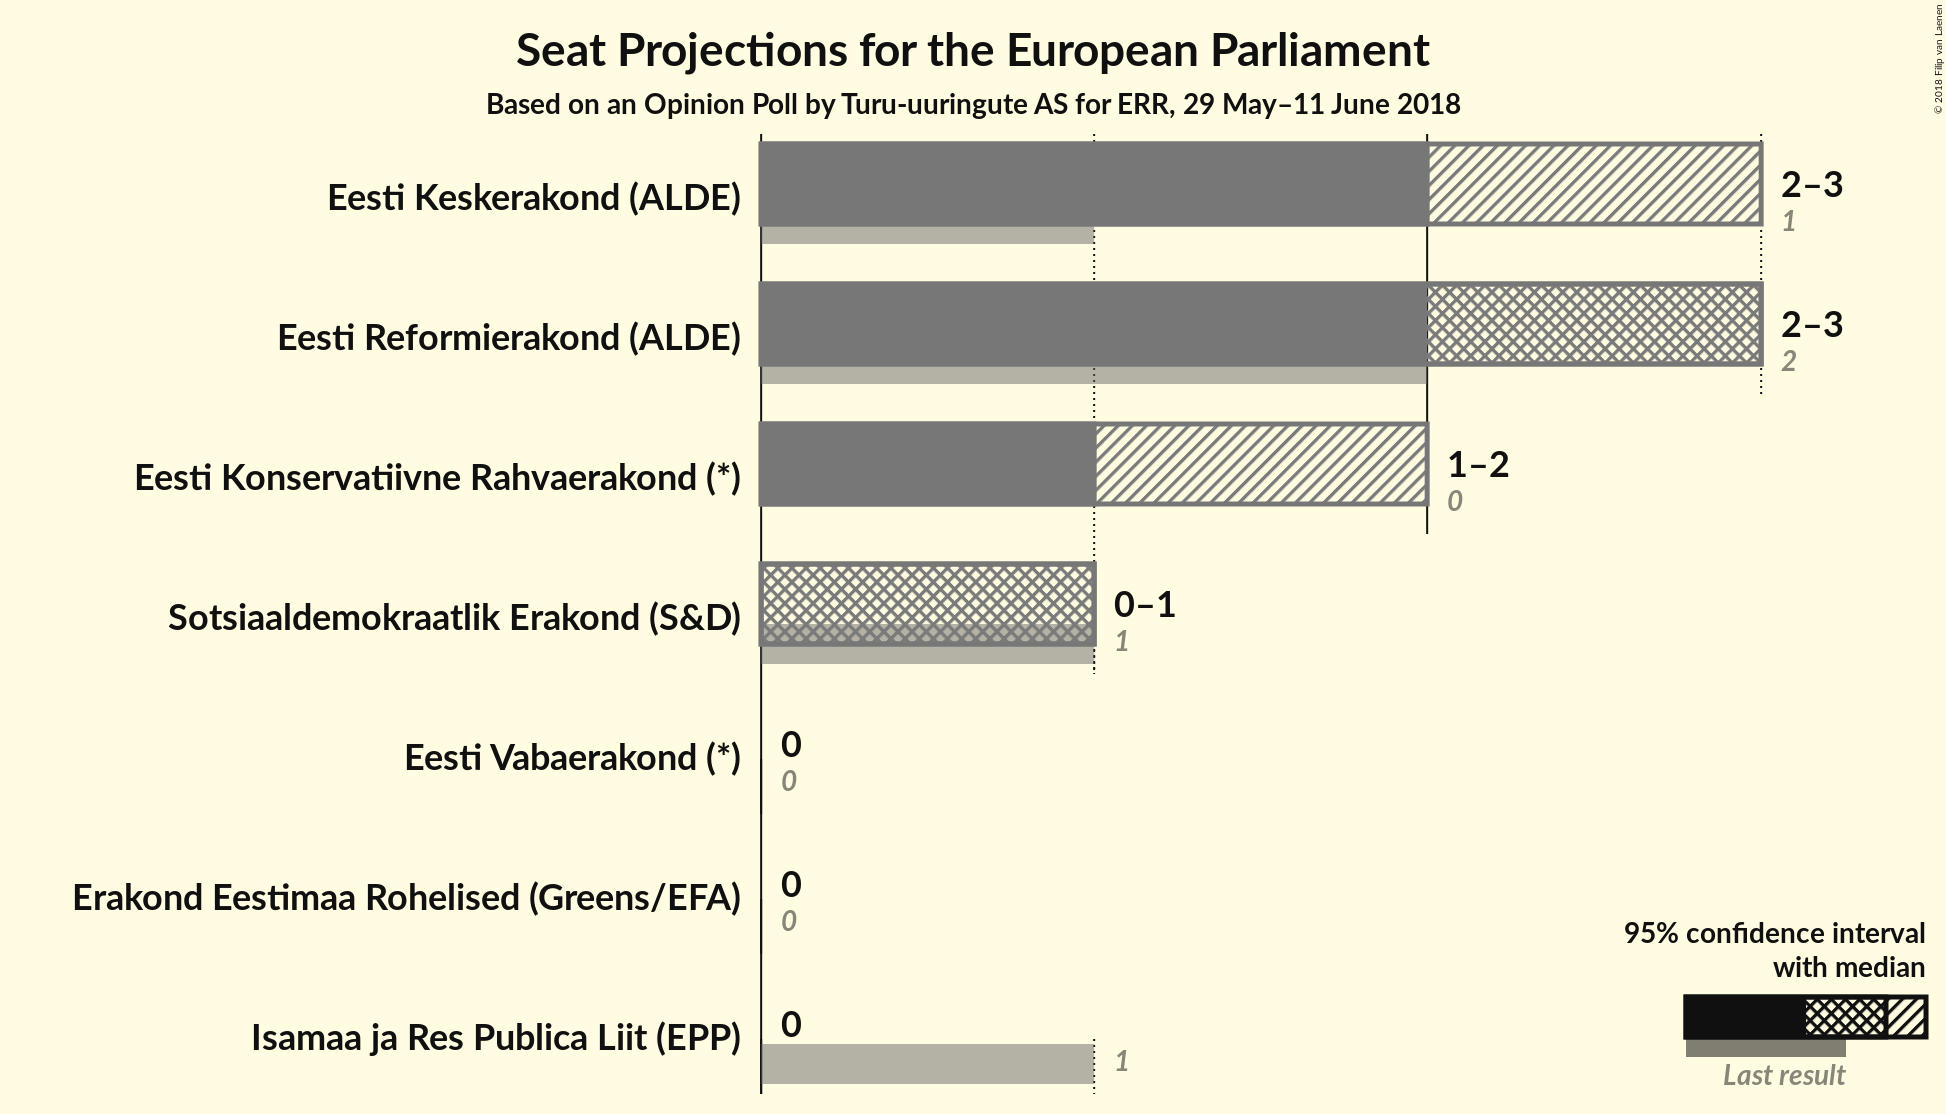 Seat Projections for the European Parliament
Based on an Opinion Poll by Turu-uuringute AS for ERR, 29 May–11 June 2018
© 2018 Filip van Laenen
Eesti Keskerakond (ALDE)
2–3
1
Eesti Reformierakond (ALDE)
2–3
2
Eesti Konservatiivne Rahvaerakond (*)
1–2
0
Sotsiaaldemokraatlik Erakond (S&D)
0–1
1
Eesti Vabaerakond (*)
0
0
Erakond Eestimaa Rohelised (Greens/EFA)
0
0
Isamaa ja Res Publica Liit (EPP)
0
1
95% confidence interval
with median
Last result